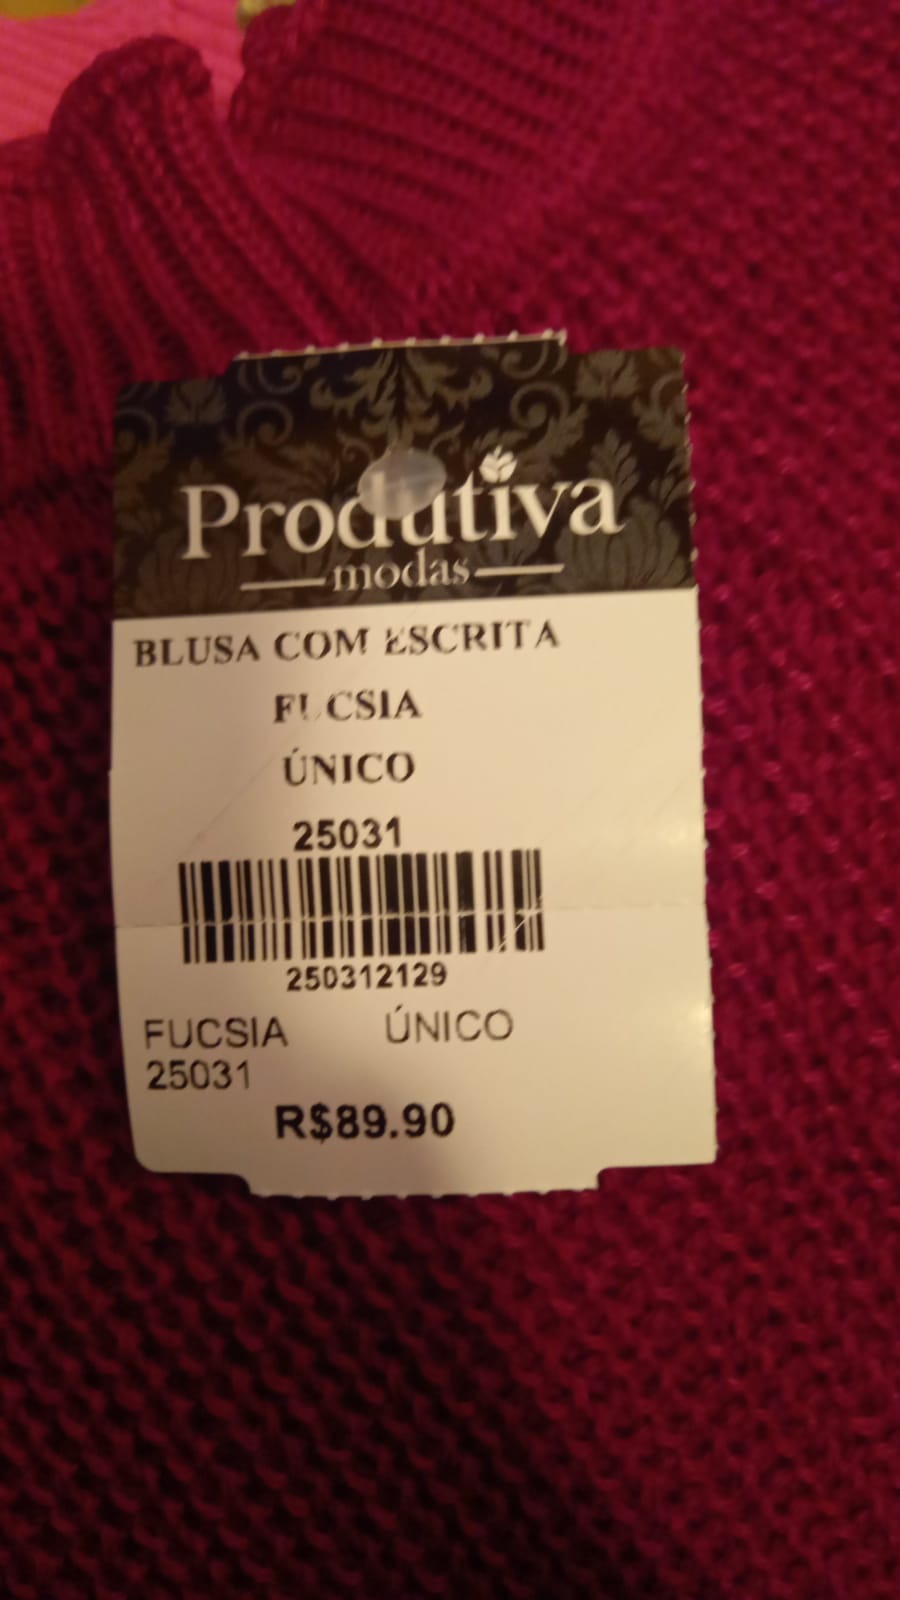 Produtiva
modas
BLUSA COM ESCRITA
FUCSIA
ÚNICO
25031
250312129
FUCSIA ÚNICO
25031
R$89.90